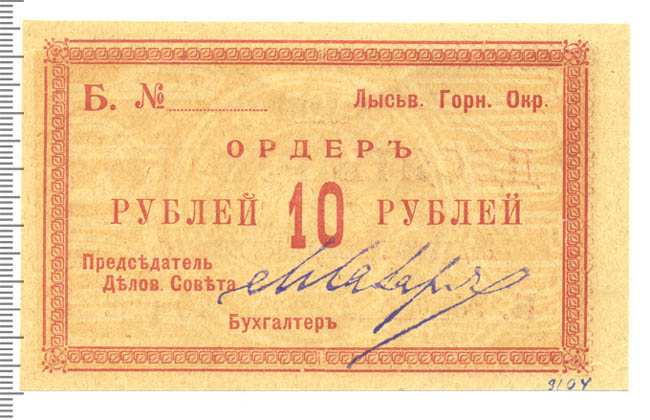 Б. № Лысьв. Горн. Окр.
ОРДЕРЪ
РУБЛЕЙ 10 РУБЛЕЙ
Предсѣдатель
Дѣлов. Совѣта
Бухгалтеръ
9104